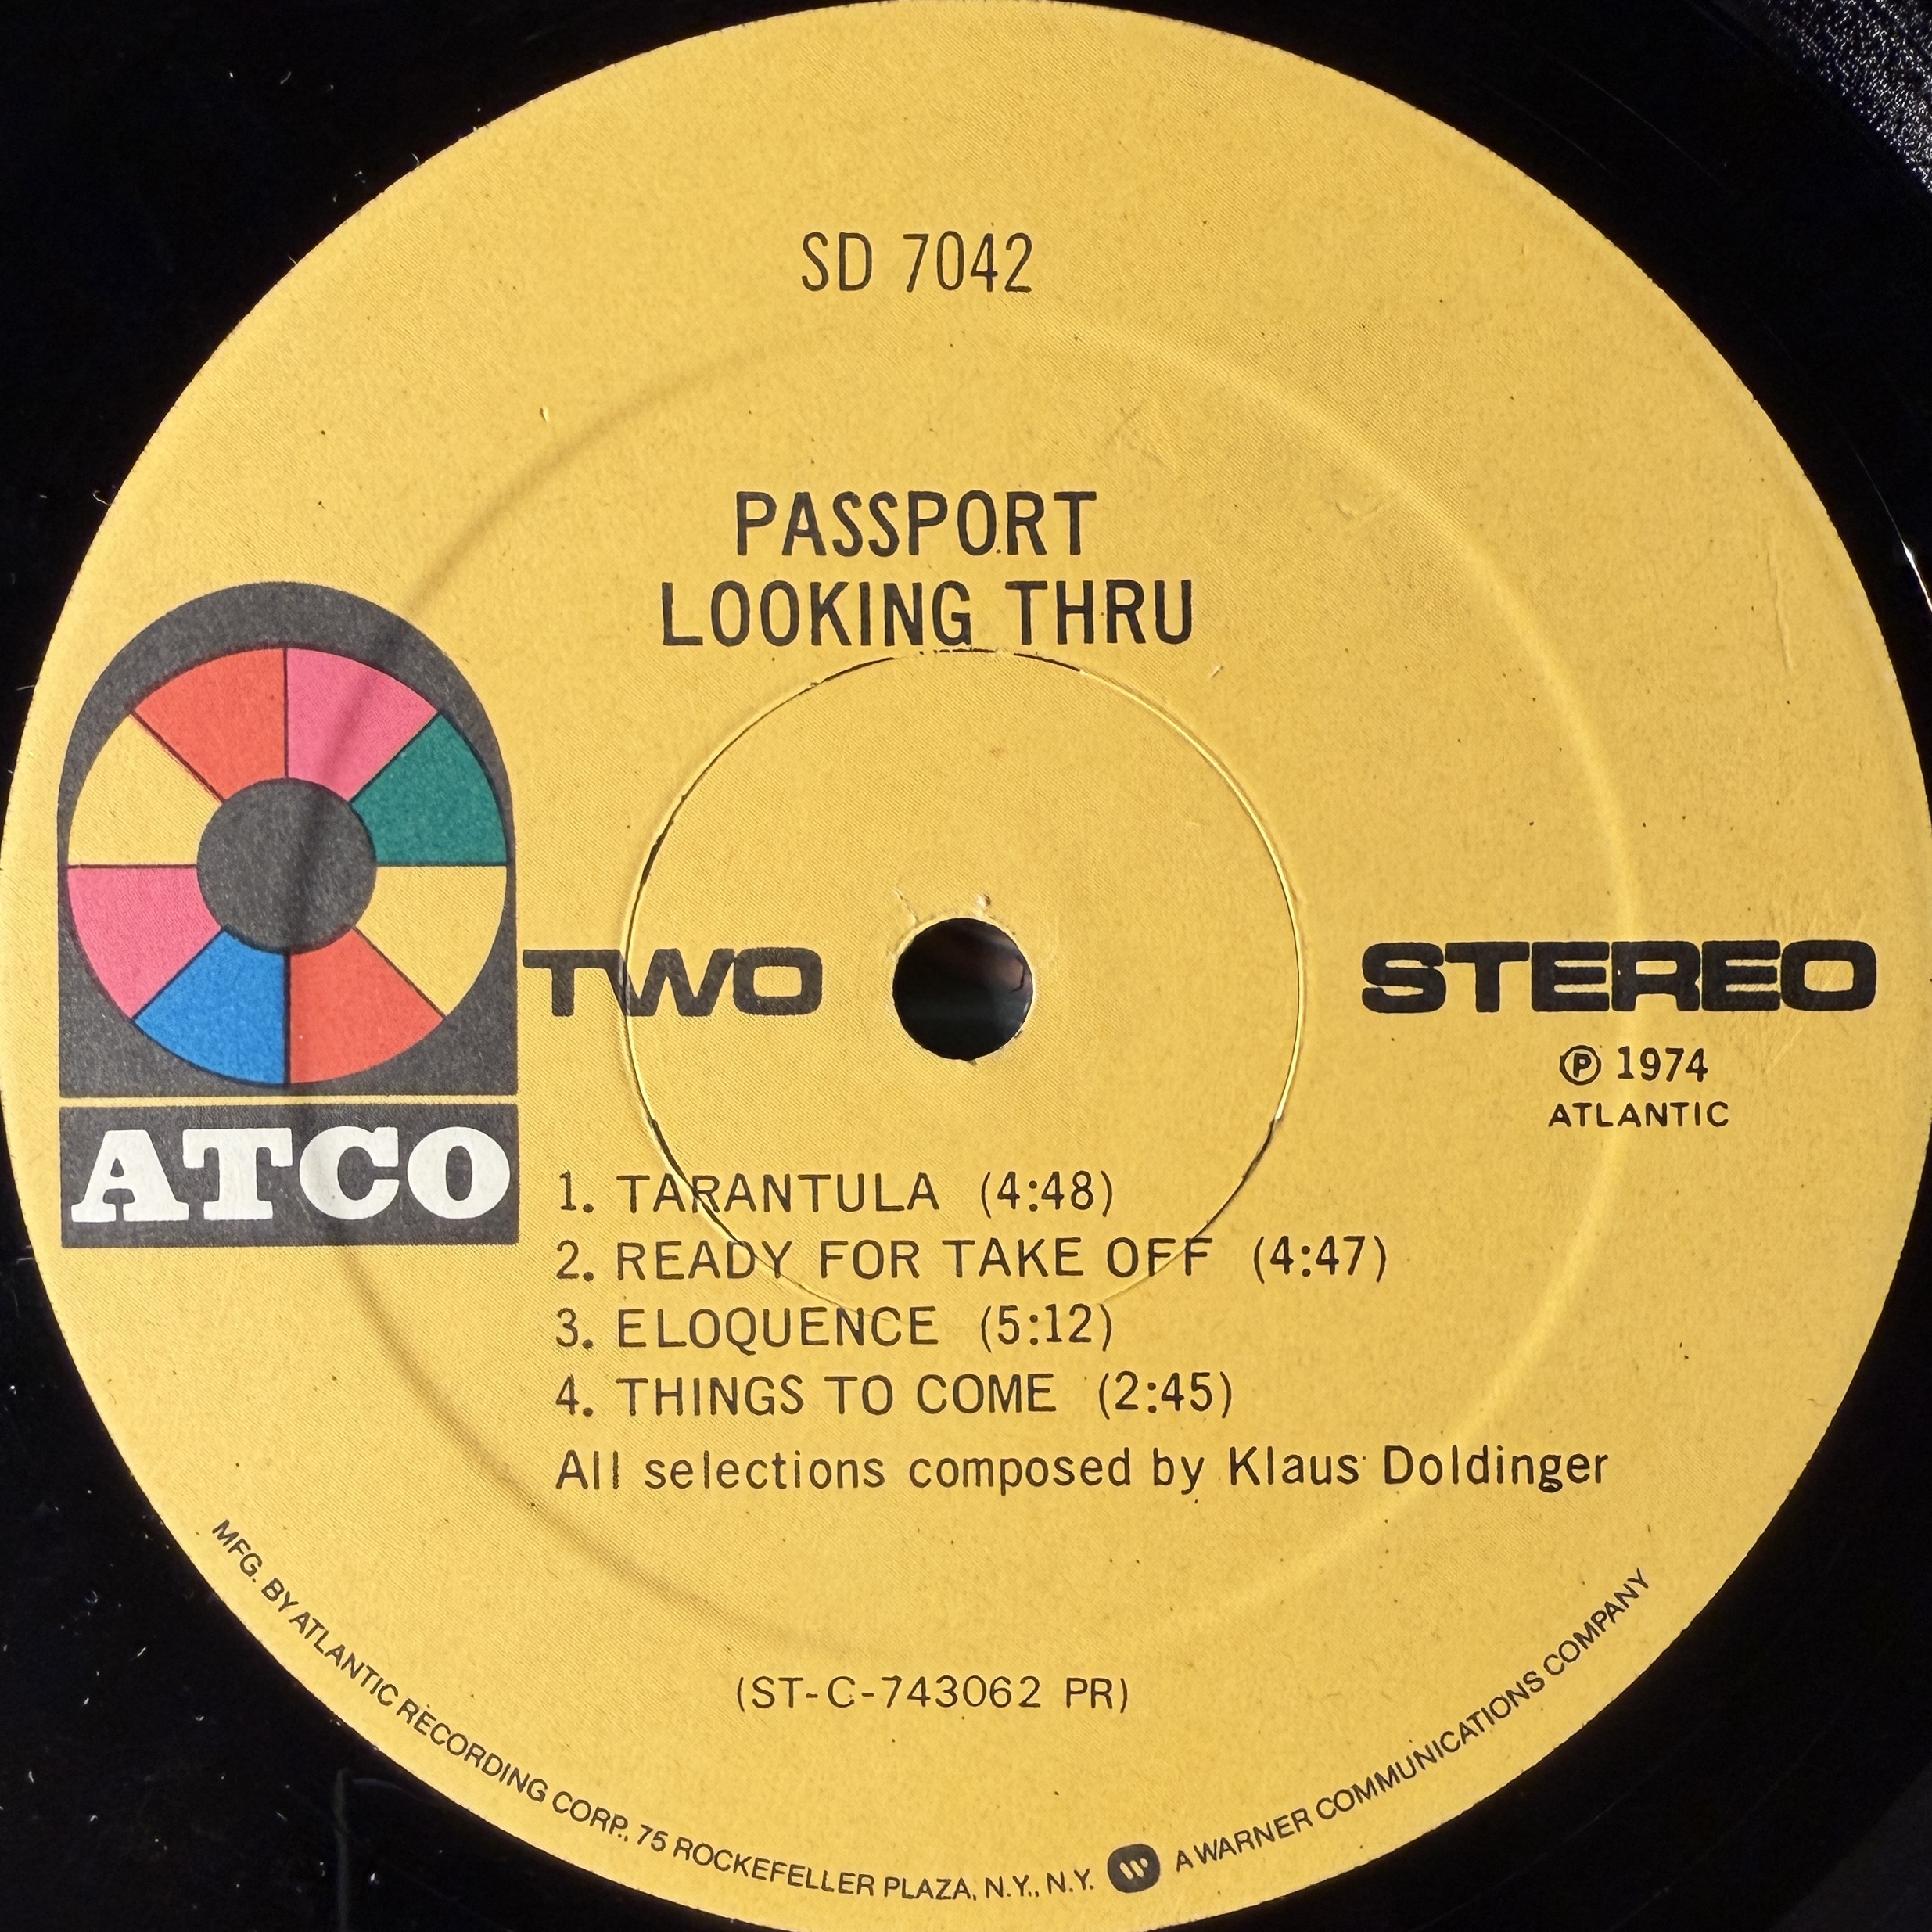 SD 7042
PASSPORT
LOOKING THRU
TWO
STEREO
Ⓟ 1974
ATLANTIC
ATCO
1. TARANTULA (4:48)
2. READY FOR TAKE OFF (4:47)
3. ELOQUENCE (5:12)
4. THINGS TO COME (2:45)
All selections composed by Klaus Doldinger
(ST-C-743062 PR)
MFG. BY ATLANTIC RECORDING CORP., 75 ROCKEFELLER PLAZA, N.Y., N.Y. W A WARNER COMMUNICATIONS COMPANY